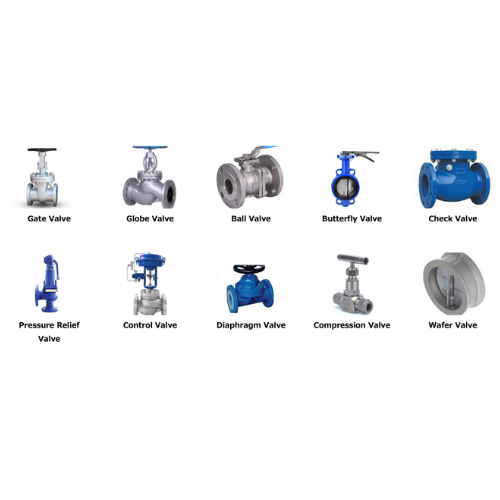 Gate Valve
Globe Valve
Ball Valve
Butterfly Valve
Check Valve
Pressure Relief
Valve
Control Valve
Diaphragm Valve
Compression Valve
Wafer Valve